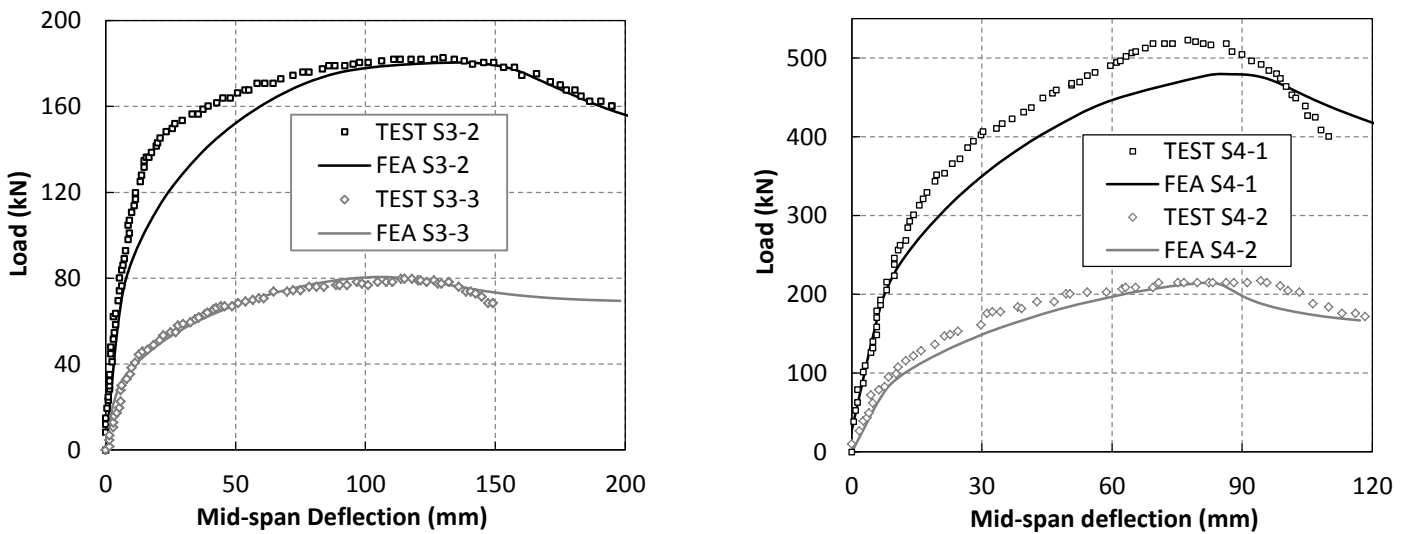 200
160
120
80
40
0
Load (kN)
TEST S3-2
FEA S3-2
TEST S3-3
FEA S3-3
0 50 100 150 200
Mid-span Deflection (mm)
500
400
300
200
100
0
Load (kN)
TEST S4-1
FEA S4-1
TEST S4-2
FEA S4-2
0 30 60 90 120
Mid-span deflection (mm)